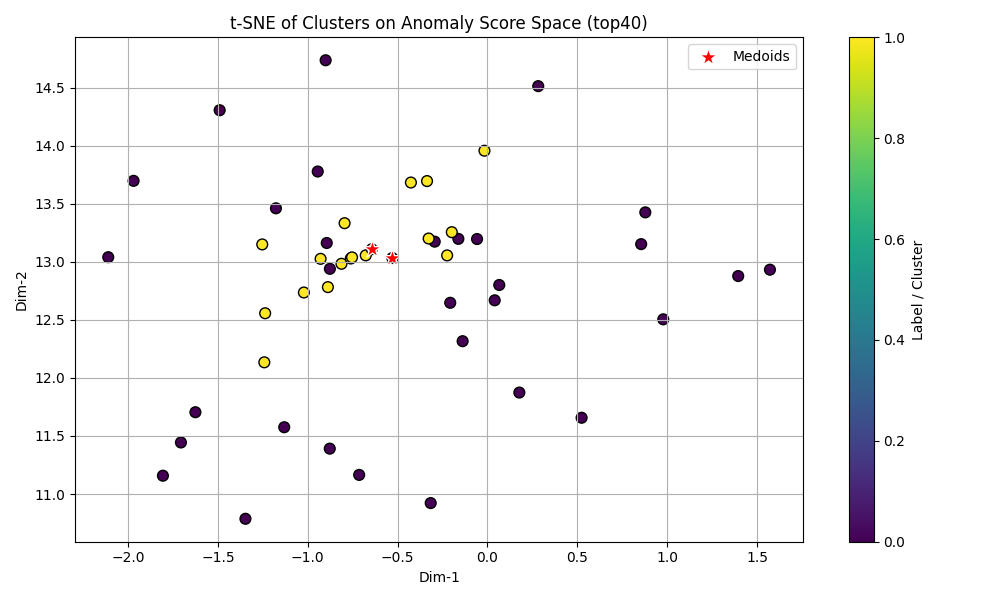 t-SNE of Clusters on Anomaly Score Space (top40)
Medoids
14.5
14.0
13.5
13.0
12.5
12.0
11.5
11.0
Dim-2
−2.0 −1.5 −1.0 −0.5 0.0 0.5 1.0 1.5
Dim-1
1.0
0.8
0.6
0.4
0.2
0.0
Label / Cluster